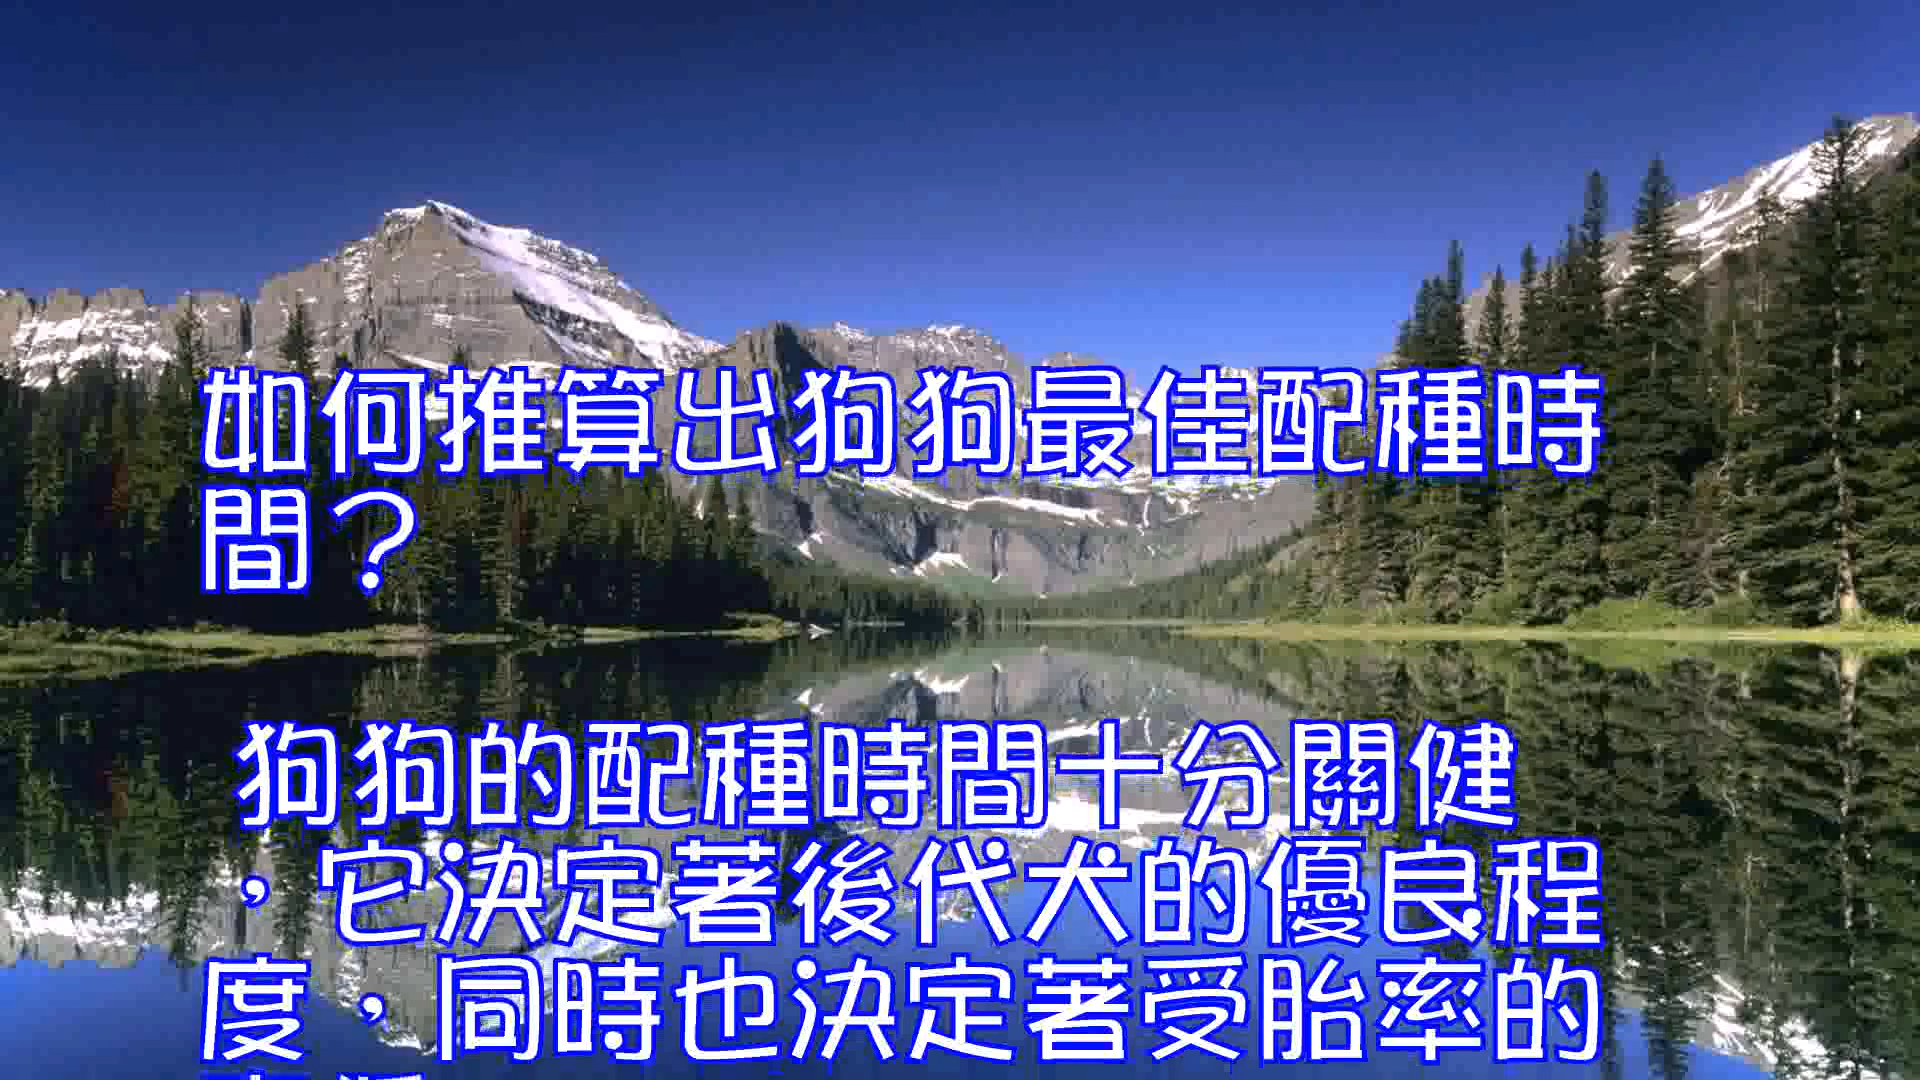 如何推算出狗狗最佳配種時
間？
狗狗的配種時間十分關健
，它決定著後代犬的優良程
度，同時也決定著受胎率的